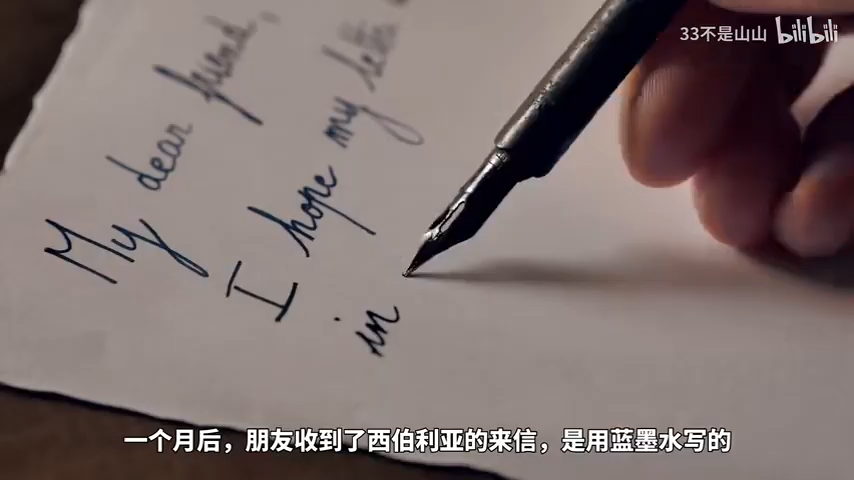 33不是山山 bilibili
My dear friend,
I hope my letter
in
一个月后，朋友收到了西伯利亚的来信，是用蓝墨水写的